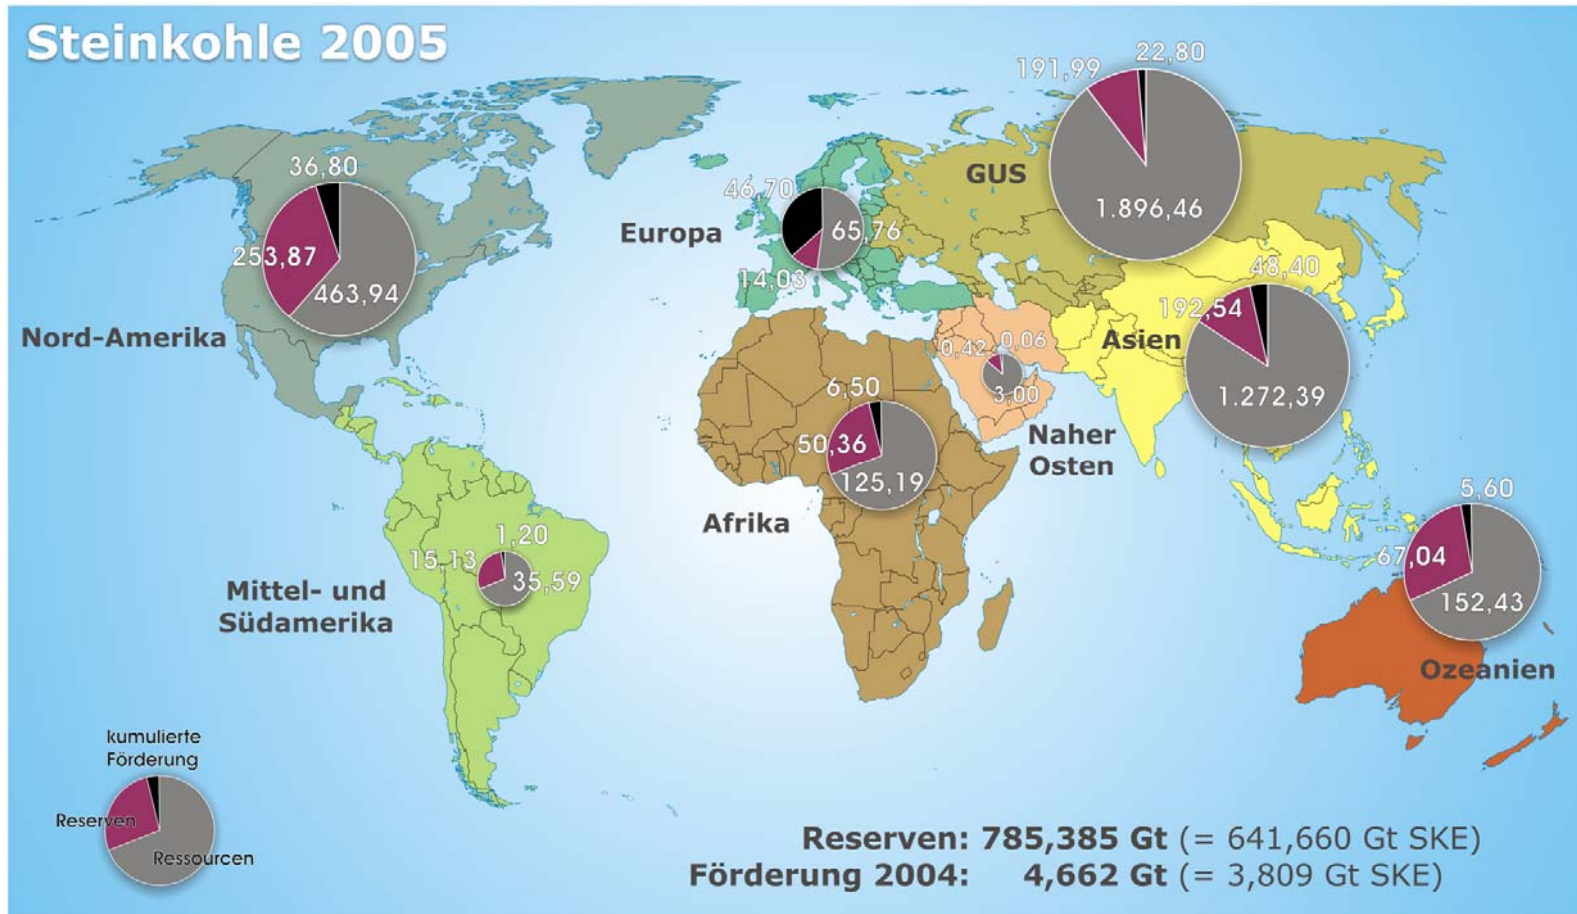 Steinkohle 2005
191,99
22,80
GUS
1.896,46
36,80
253,87
463,94
Nord-Amerika
46,70
Europa
65,76
14,03
48,40
192,54
Asien
1.272,39
0,42
0,06
3,00
Naher
Osten
6,50
50,36
125,19
Afrika
5,60
67,04
152,43
Ozeanien
1,20
15,13
35,59
Mittel- und
Südamerika
kumulierte
Förderung
Reserven
Ressourcen
Reserven: 785,385 Gt (= 641,660 Gt SKE)
Förderung 2004: 4,662 Gt (= 3,809 Gt SKE)